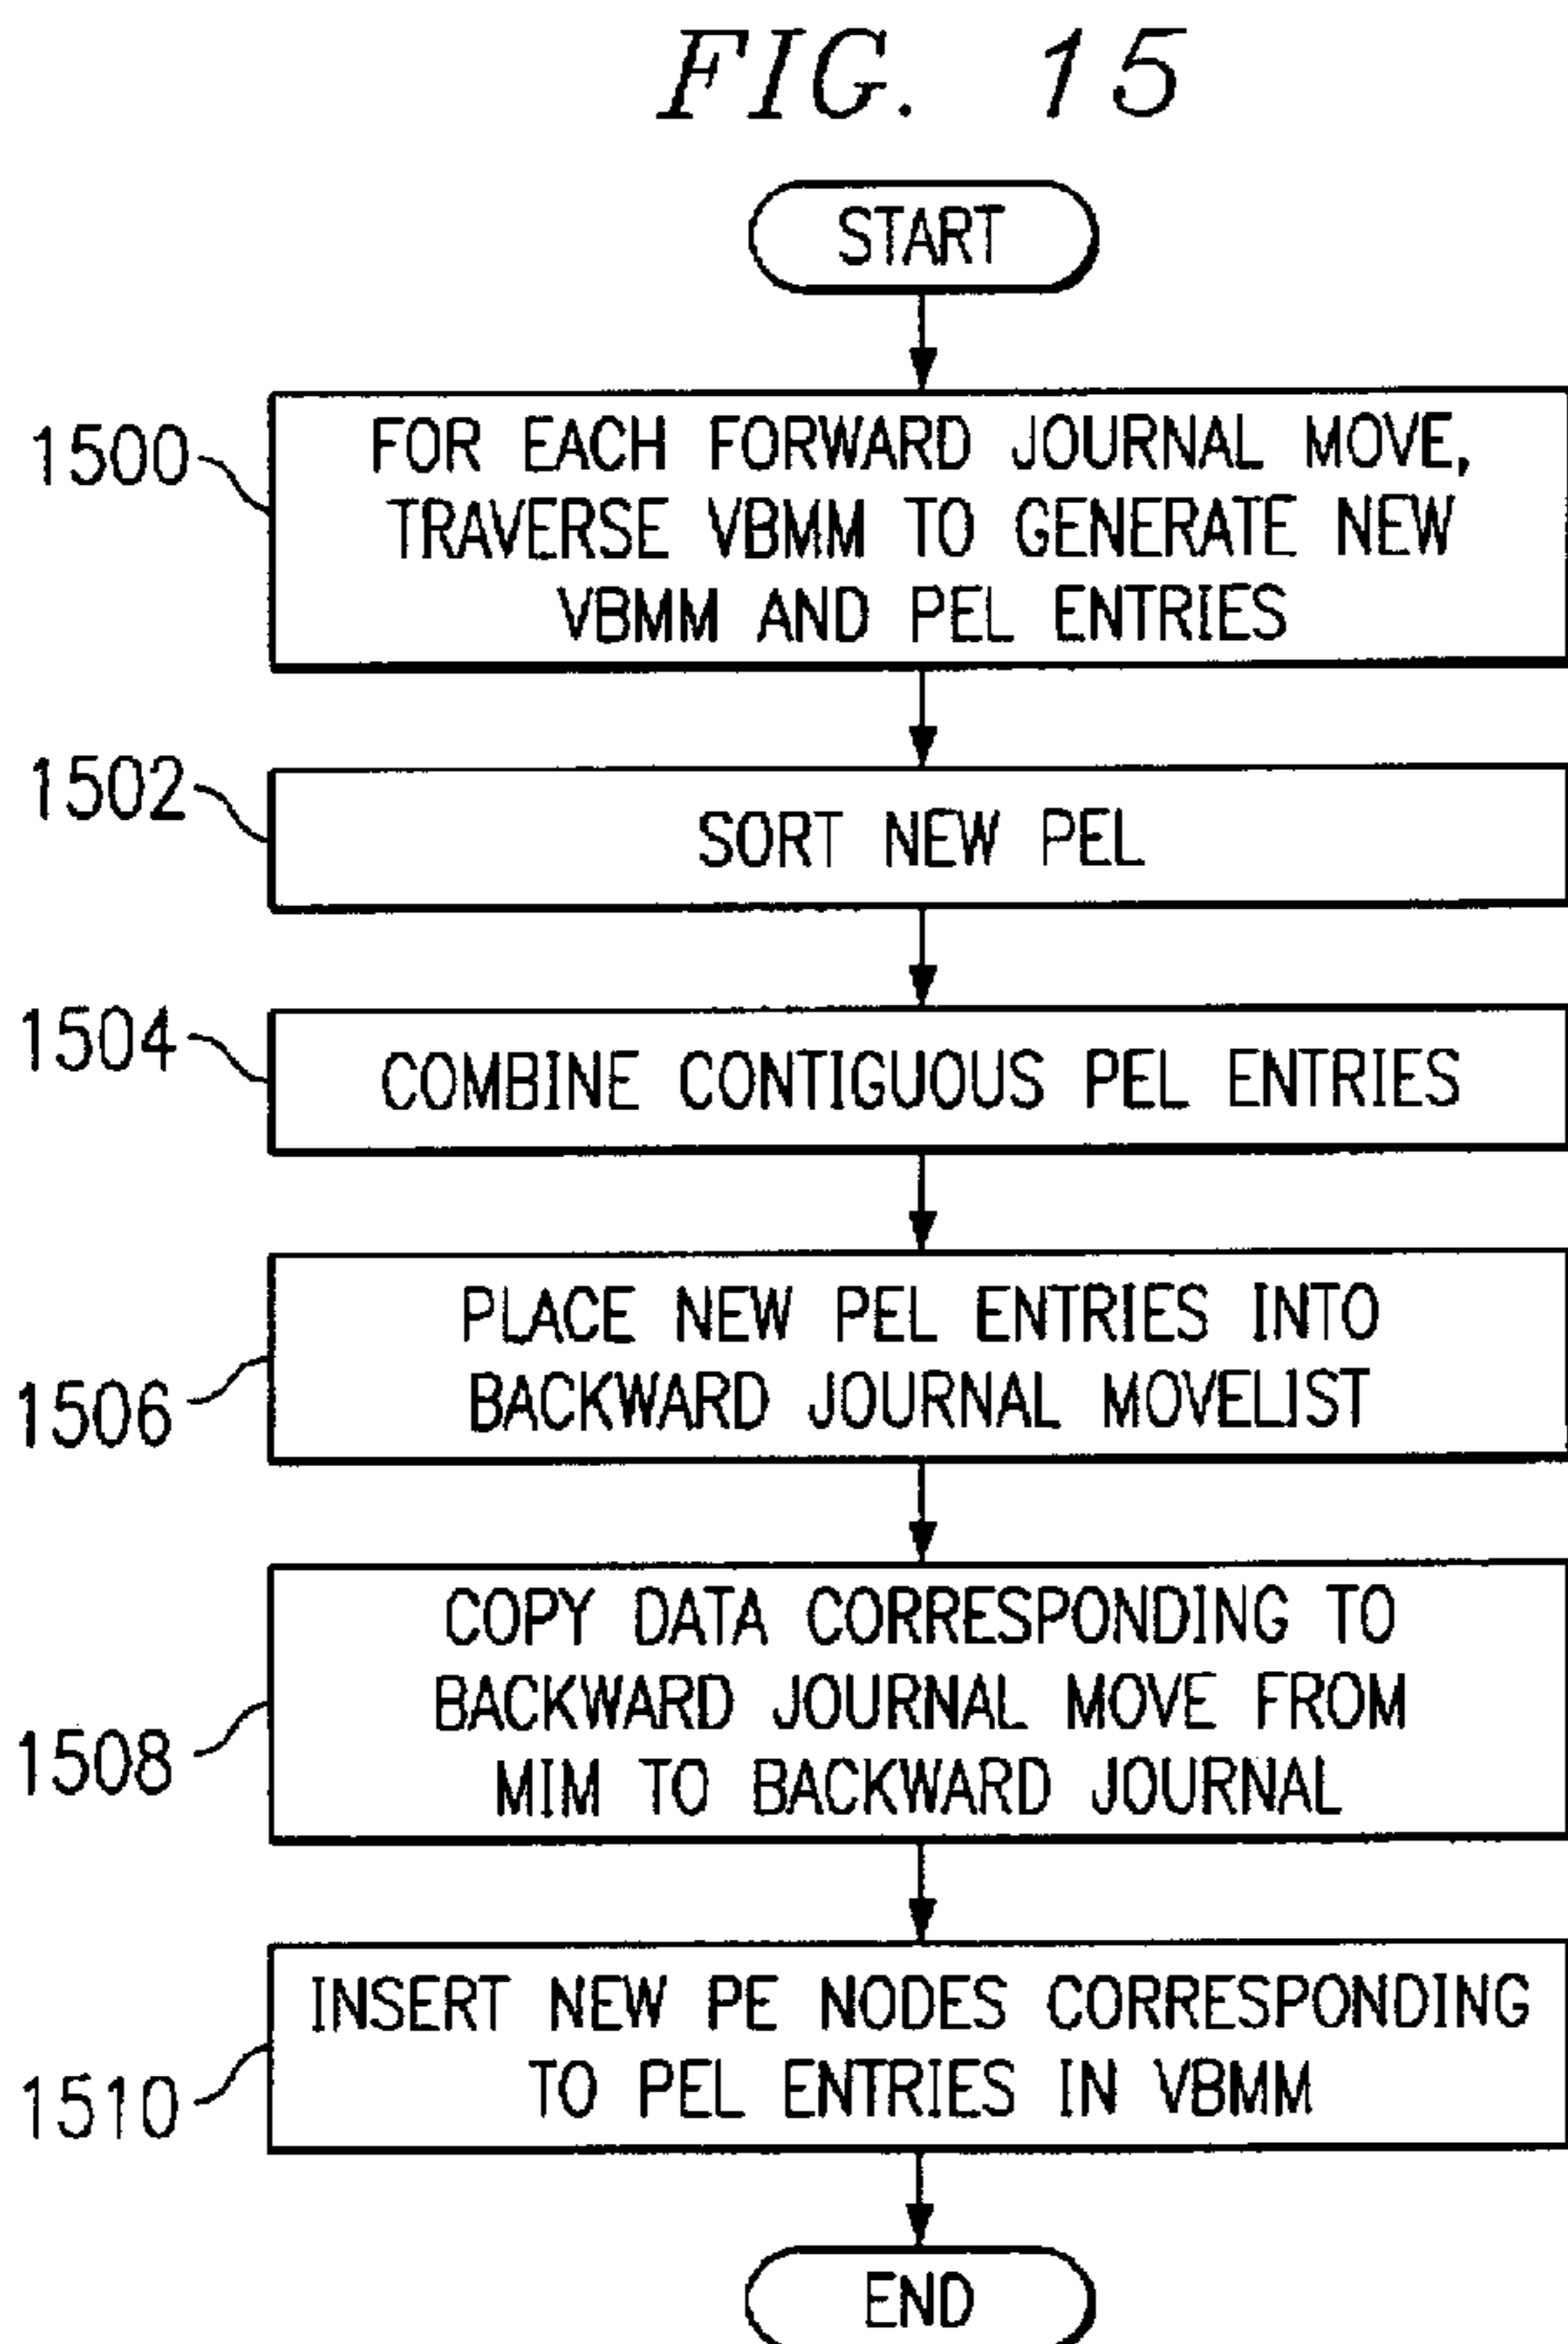 FIG. 15
START
1500
FOR EACH FORWARD JOURNAL MOVE,
TRAVERSE VBMM TO GENERATE NEW
VBMM AND PEL ENTRIES
1502
SORT NEW PEL
1504
COMBINE CONTIGUOUS PEL ENTRIES
1506
PLACE NEW PEL ENTRIES INTO
BACKWARD JOURNAL MOVELIST
1508
COPY DATA CORRESPONDING TO
BACKWARD JOURNAL MOVE FROM
MIM TO BACKWARD JOURNAL
1510
INSERT NEW PE NODES CORRESPONDING
TO PEL ENTRIES IN VBMM
END